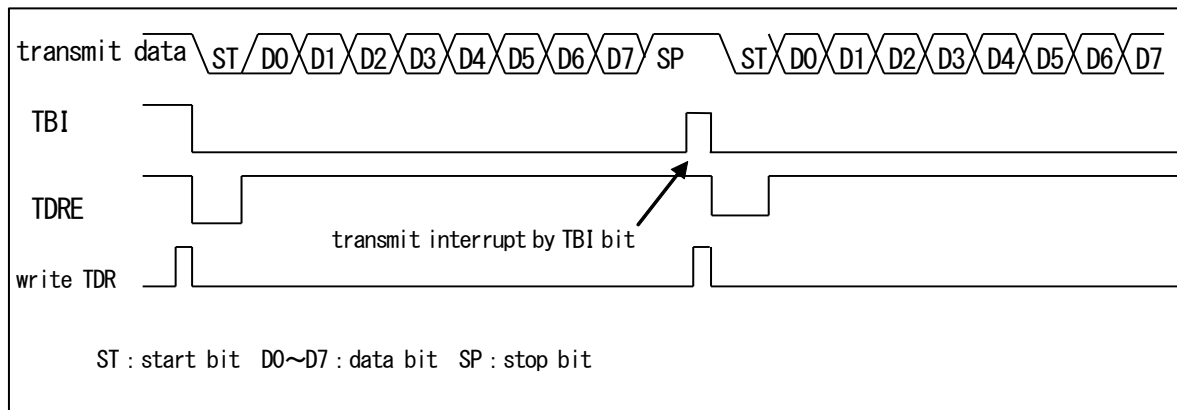 transmit data ST D0 D1 D2 D3 D4 D5 D6 D7 SP ST D0 D1 D2 D3 D4 D5 D6 D7
TBI
TDRE
transmit interrupt by TBI bit
write TDR
ST : start bit D0～D7 : data bit SP : stop bit